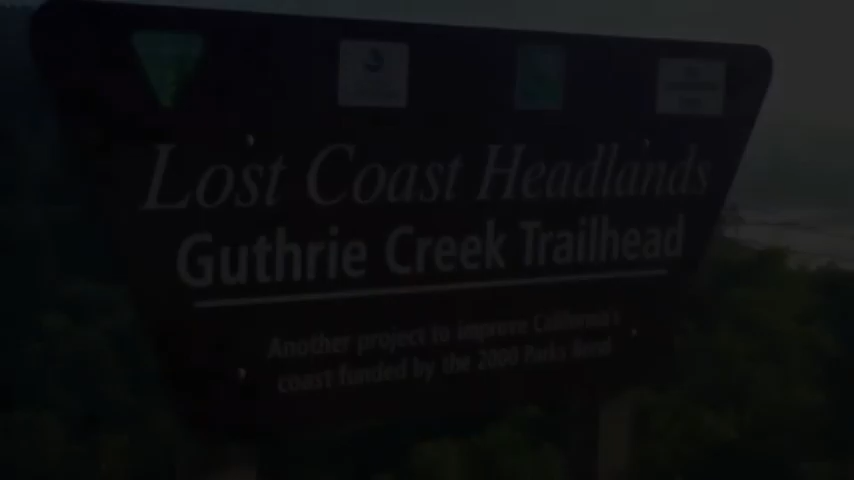 Lost Coast Headlands
Guthrie Creek Trailhead
Another project to improve California's
coast funded by the 2000 Parks Bond